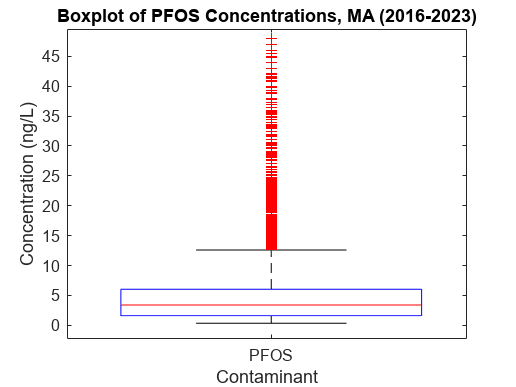 Boxplot of PFOS Concentrations, MA (2016-2023)
45
40
35
30
25
20
15
10
5
0
Concentration (ng/L)
PFOS
Contaminant